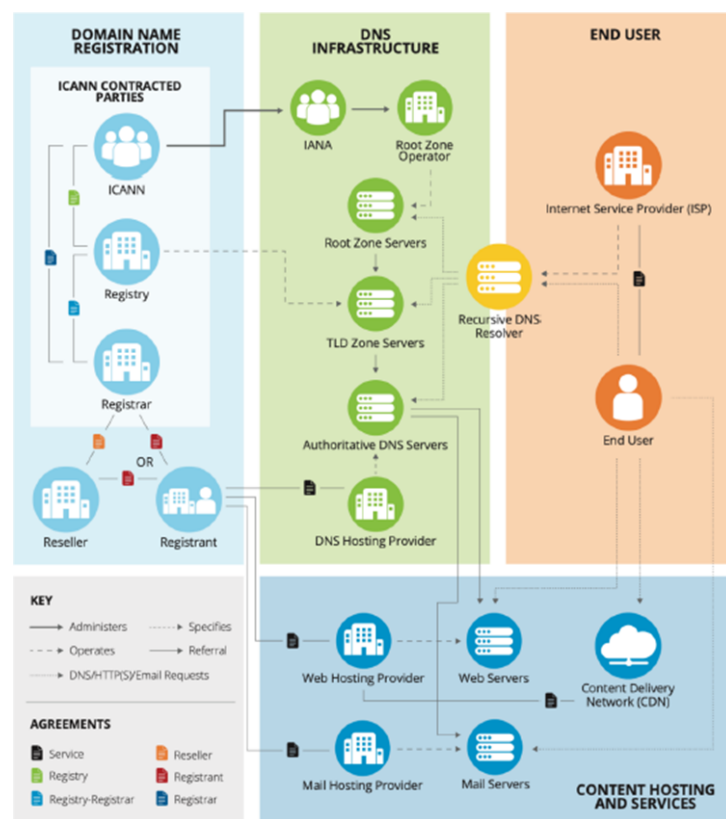 DOMAIN NAME
REGISTRATION
ICANN CONTRACTED
PARTIES
ICANN
Registry
Registrar
OR
Reseller
Registrant
DNS
INFRASTRUCTURE
IANA
Root Zone
Operator
Root Zone Servers
TLD Zone Servers
Authoritative DNS Servers
DNS Hosting Provider
Recursive DNS
Resolver
END USER
Internet Service Provider (ISP)
End User
KEY
Administers
Specifies
Operates
Referral
DNS/HTTP(S)/Email Requests
AGREEMENTS
Service
Reseller
Registry
Registrant
Registry-Registrar
Registrar
Web Hosting Provider
Web Servers
Content Delivery
Network (CDN)
Mail Hosting Provider
Mail Servers
CONTENT HOSTING
AND SERVICES